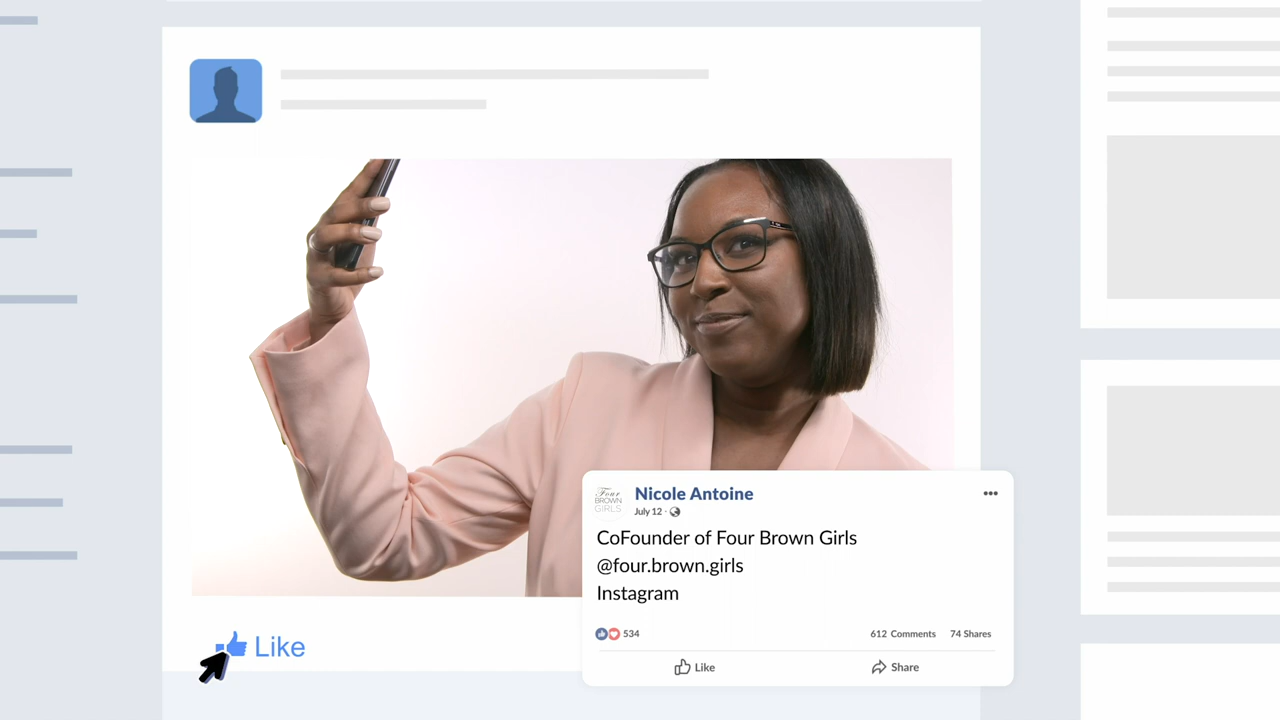 Four
BROWN
GIRLS
Nicole Antoine
July 12 ·
CoFounder of Four Brown Girls
@four.brown.girls
Instagram
534
612 Comments 74 Shares
Like Share
Like